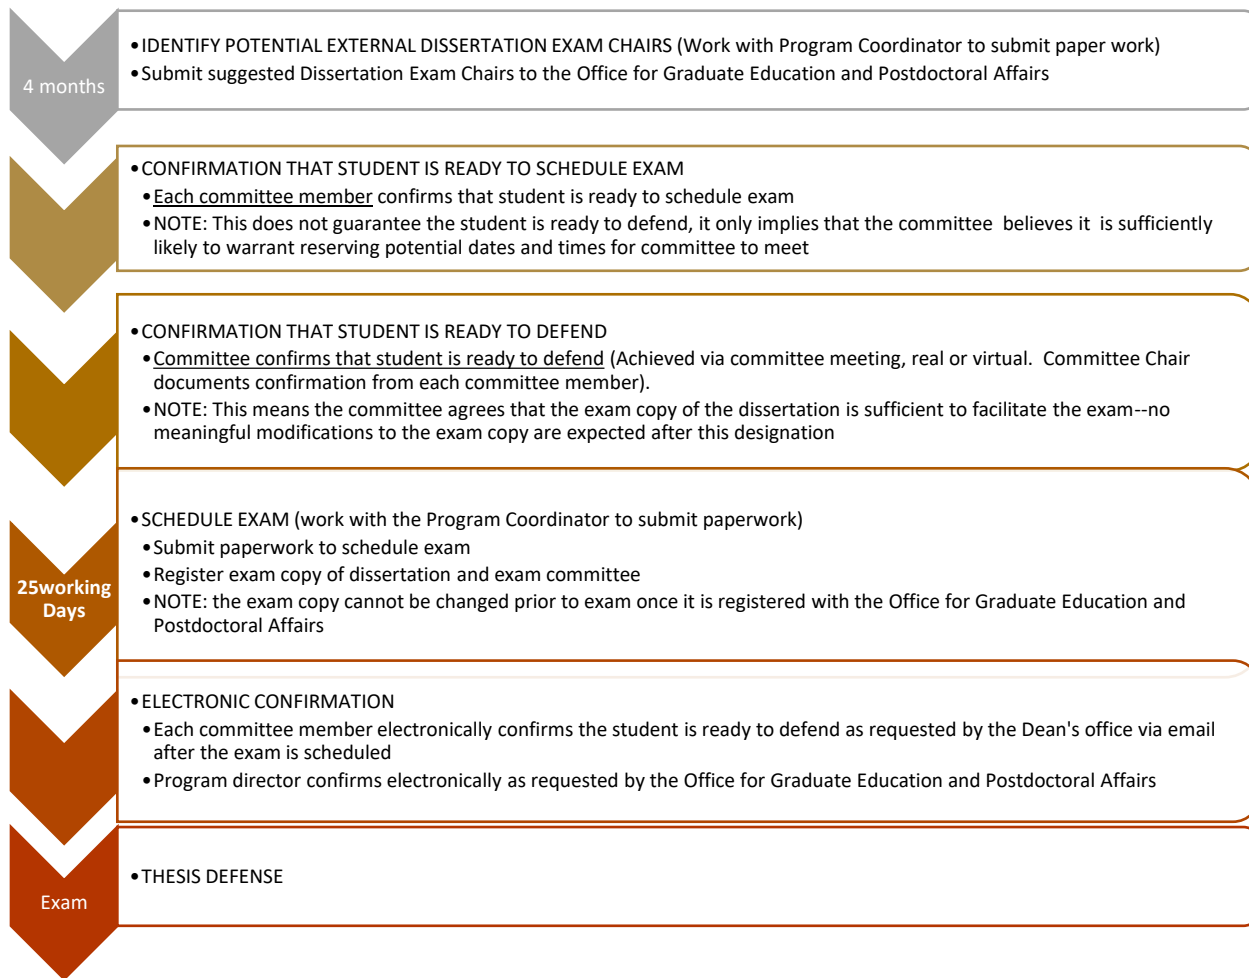 4 months
•IDENTIFY POTENTIAL EXTERNAL DISSERTATION EXAM CHAIRS (Work with Program Coordinator to submit paper work)
•Submit suggested Dissertation Exam Chairs to the Office for Graduate Education and Postdoctoral Affairs
•CONFIRMATION THAT STUDENT IS READY TO SCHEDULE EXAM
•Each committee member confirms that student is ready to schedule exam
•NOTE: This does not guarantee the student is ready to defend, it only implies that the committee believes it is sufficiently
likely to warrant reserving potential dates and times for committee to meet
•CONFIRMATION THAT STUDENT IS READY TO DEFEND
•Committee confirms that student is ready to defend (Achieved via committee meeting, real or virtual. Committee Chair
documents confirmation from each committee member).
•NOTE: This means the committee agrees that the exam copy of the dissertation is sufficient to facilitate the exam--no
meaningful modifications to the exam copy are expected after this designation
25working
Days
•SCHEDULE EXAM (work with the Program Coordinator to submit paperwork)
•Submit paperwork to schedule exam
•Register exam copy of dissertation and exam committee
•NOTE: the exam copy cannot be changed prior to exam once it is registered with the Office for Graduate Education and
Postdoctoral Affairs
•ELECTRONIC CONFIRMATION
•Each committee member electronically confirms the student is ready to defend as requested by the Dean's office via email
after the exam is scheduled
•Program director confirms electronically as requested by the Office for Graduate Education and Postdoctoral Affairs
Exam
•THESIS DEFENSE